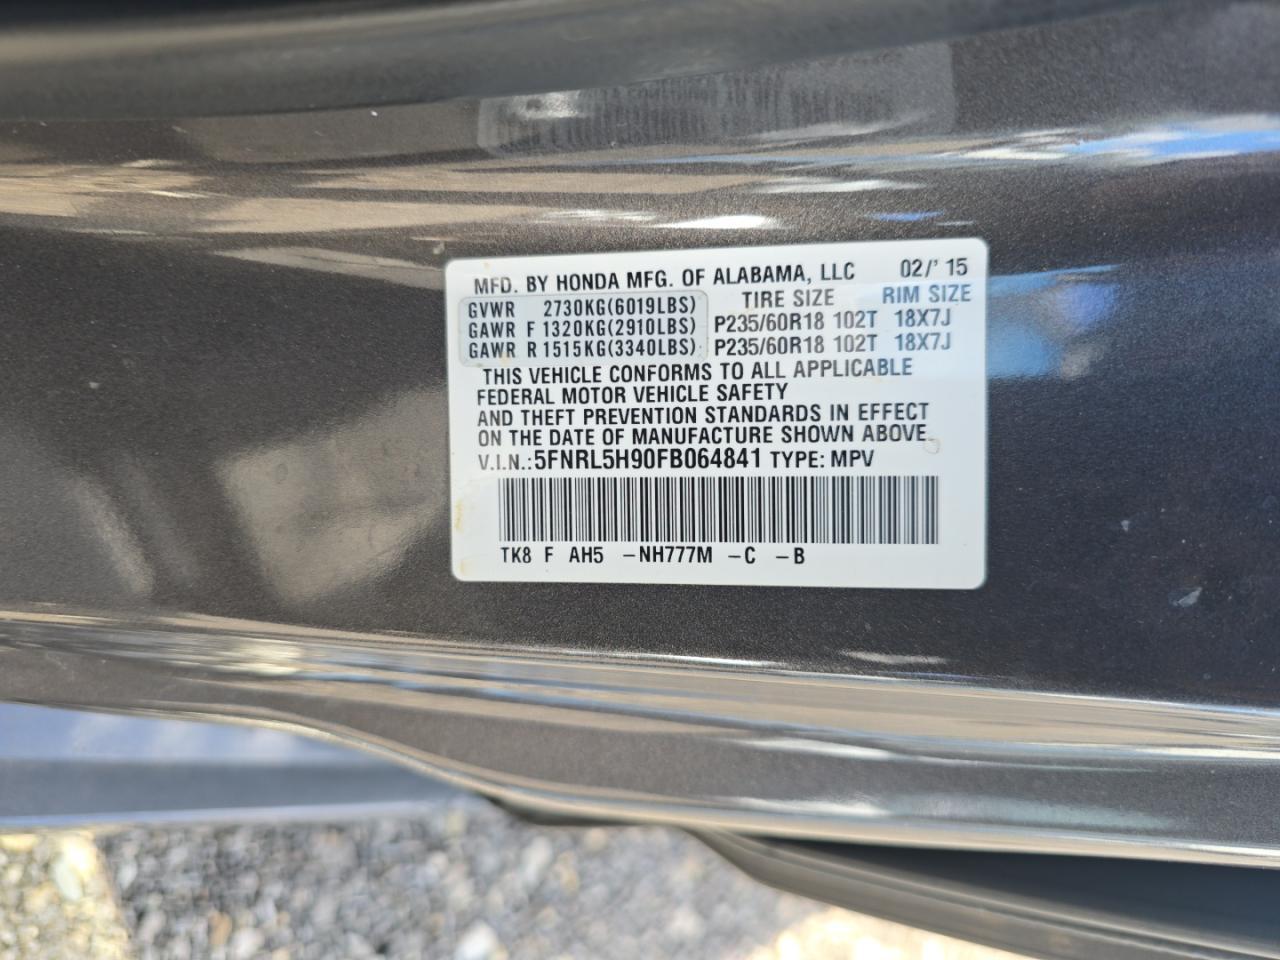 MFD. BY HONDA MFG. OF ALABAMA, LLC 02/' 15
GVWR 2730KG(6019LBS) TIRE SIZE RIM SIZE
GAWR F 1320KG(2910LBS) P235/60R18 102T 18X7J
GAWR R 1515KG(3340LBS) P235/60R18 102T 18X7J
THIS VEHICLE CONFORMS TO ALL APPLICABLE
FEDERAL MOTOR VEHICLE SAFETY
AND THEFT PREVENTION STANDARDS IN EFFECT
ON THE DATE OF MANUFACTURE SHOWN ABOVE.
V.I.N.:5FNRL5H90FB064841 TYPE: MPV
TK8 F AH5 -NH777M -C -B